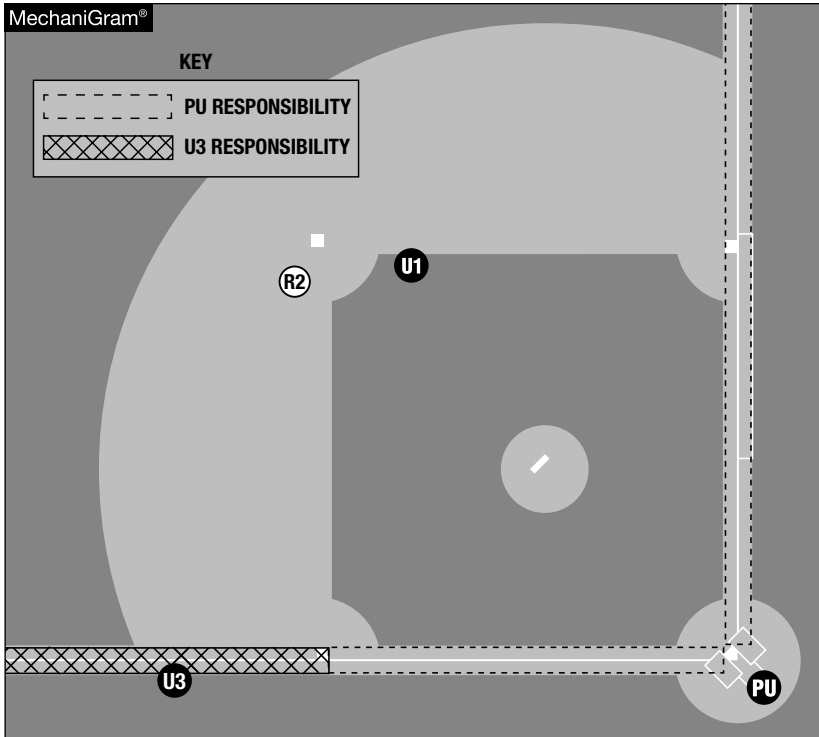 MechaniGram®
KEY
PU RESPONSIBILITY
U3 RESPONSIBILITY
U1
R2
U3
PU